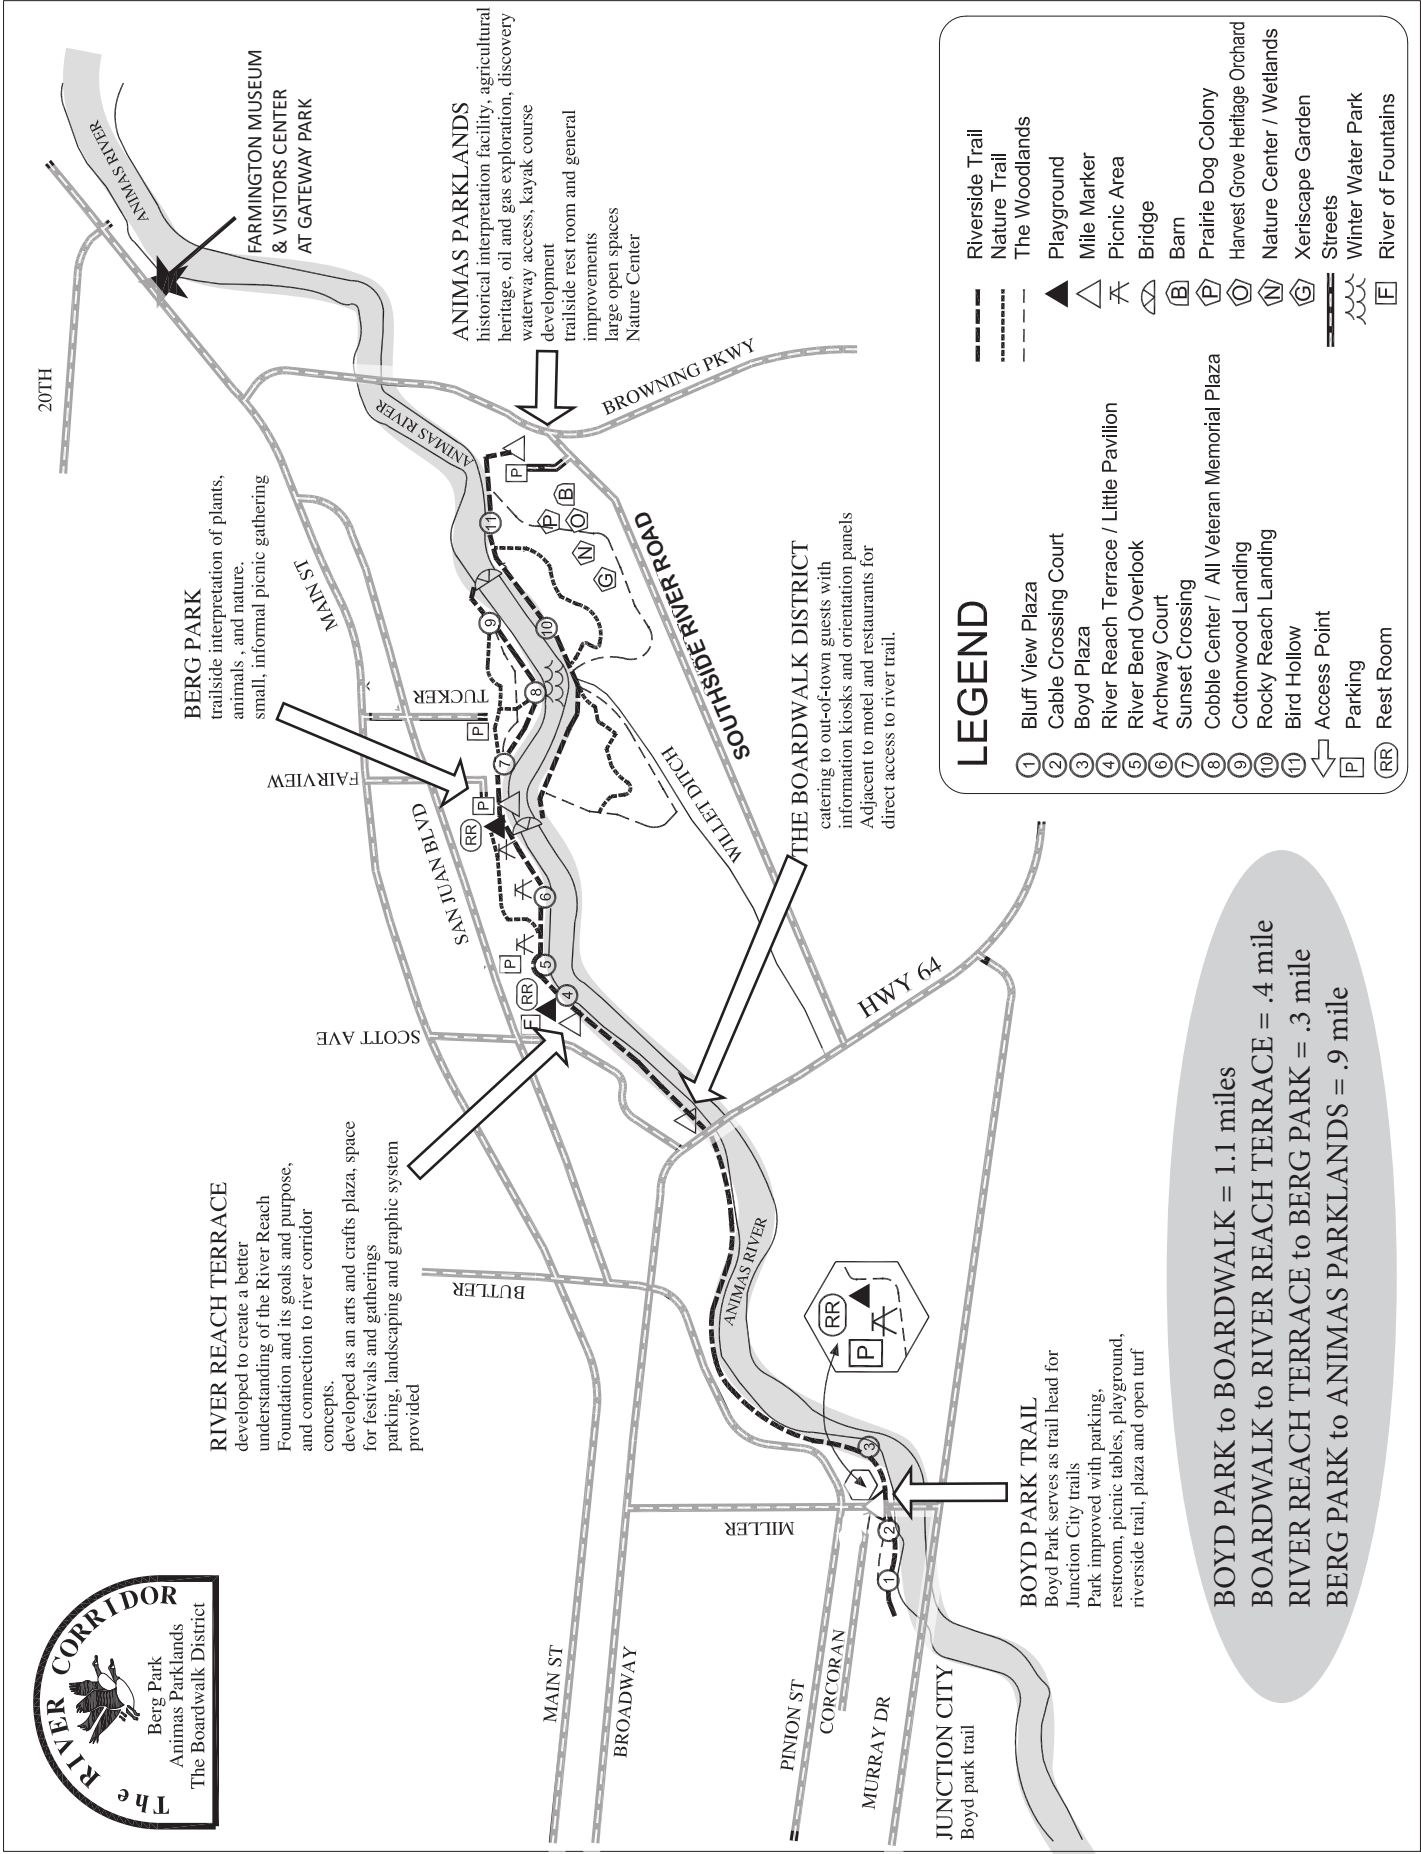 The RIVER CORRIDOR
Berg Park
Animas Parklands
The Boardwalk District
RIVER REACH TERRACE
developed to create a better
understanding of the River Reach
Foundation and its goals and purpose,
and connection to river corridor
concepts.
developed as an arts and crafts plaza, space
for festivals and gatherings
parking, landscaping and graphic system
provided
BERG PARK
trailside interpretation of plants,
animals , and nature.
small, informal picnic gathering
FARMINGTON MUSEUM
& VISITORS CENTER
AT GATEWAY PARK
ANIMAS PARKLANDS
historical interpretation facility, agricultural
heritage, oil and gas exploration, discovery
waterway access, kayak course
development
trailside rest room and general
improvements
large open spaces
Nature Center
THE BOARDWALK DISTRICT
catering to out-of-town guests with
information kiosks and orientation panels
Adjacent to motel and restaurants for
direct access to river trail.
BOYD PARK TRAIL
Boyd Park serves as trail head for
Junction City trails
Park improved with parking,
restroom, picnic tables, playground,
riverside trail, plaza and open turf
JUNCTION CITY
Boyd park trail
20TH
MAIN ST
MAIN ST
BROADWAY
PINION ST
CORCORAN
MURRAY DR
MILLER
BUTLER
SCOTT AVE
SAN JUAN BLVD
FAIRVIEW
TUCKER
BROWNING PKWY
SOUTHSIDE RIVER ROAD
WILLET DITCH
HWY 64
ANIMAS RIVER
ANIMAS RIVER
ANIMAS RIVER
1
2
3
4
5
6
7
8
9
10
11
RR
P
F
RR
P
RR
P
P
P
B
P
O
N
G
LEGEND
1 Bluff View Plaza
2 Cable Crossing Court
3 Boyd Plaza
4 River Reach Terrace / Little Pavilion
5 River Bend Overlook
6 Archway Court
7 Sunset Crossing
8 Cobble Center / All Veteran Memorial Plaza
9 Cottonwood Landing
10 Rocky Reach Landing
11 Bird Hollow
Access Point
P Parking
RR Rest Room
Riverside Trail
Nature Trail
The Woodlands
Playground
Mile Marker
Picnic Area
Bridge
B Barn
P Prairie Dog Colony
O Harvest Grove Heritage Orchard
N Nature Center / Wetlands
G Xeriscape Garden
Streets
Winter Water Park
F River of Fountains
BOYD PARK to BOARDWALK = 1.1 miles
BOARDWALK to RIVER REACH TERRACE = .4 mile
RIVER REACH TERRACE to BERG PARK = .3 mile
BERG PARK to ANIMAS PARKLANDS = .9 mile